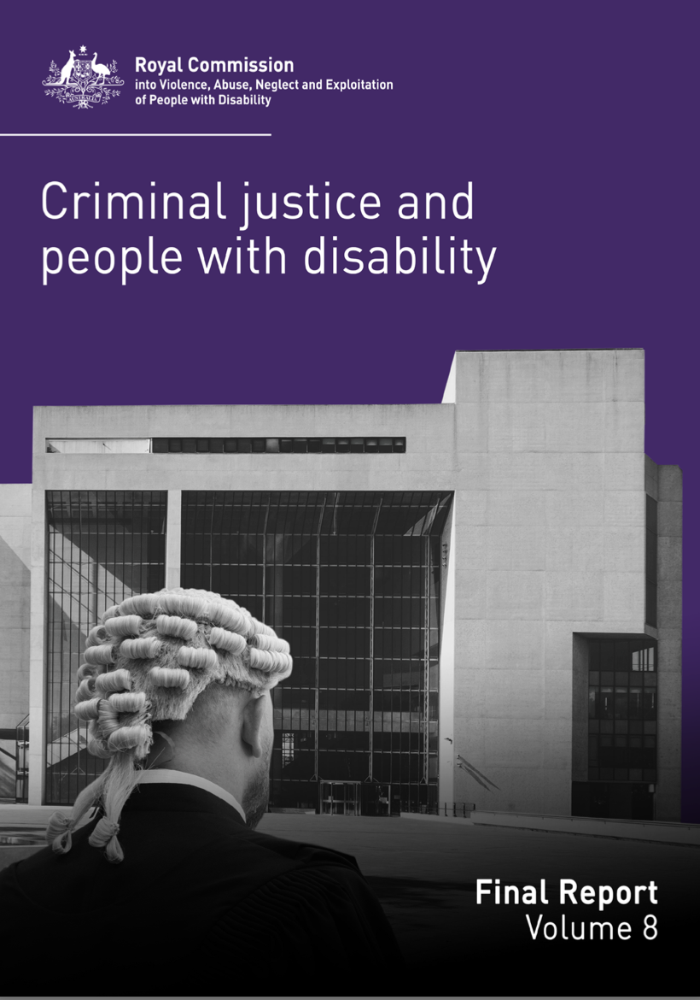 Royal Commission
into Violence, Abuse, Neglect and Exploitation
of People with Disability
AUSTRALIA
Criminal justice and
people with disability
Final Report
Volume 8